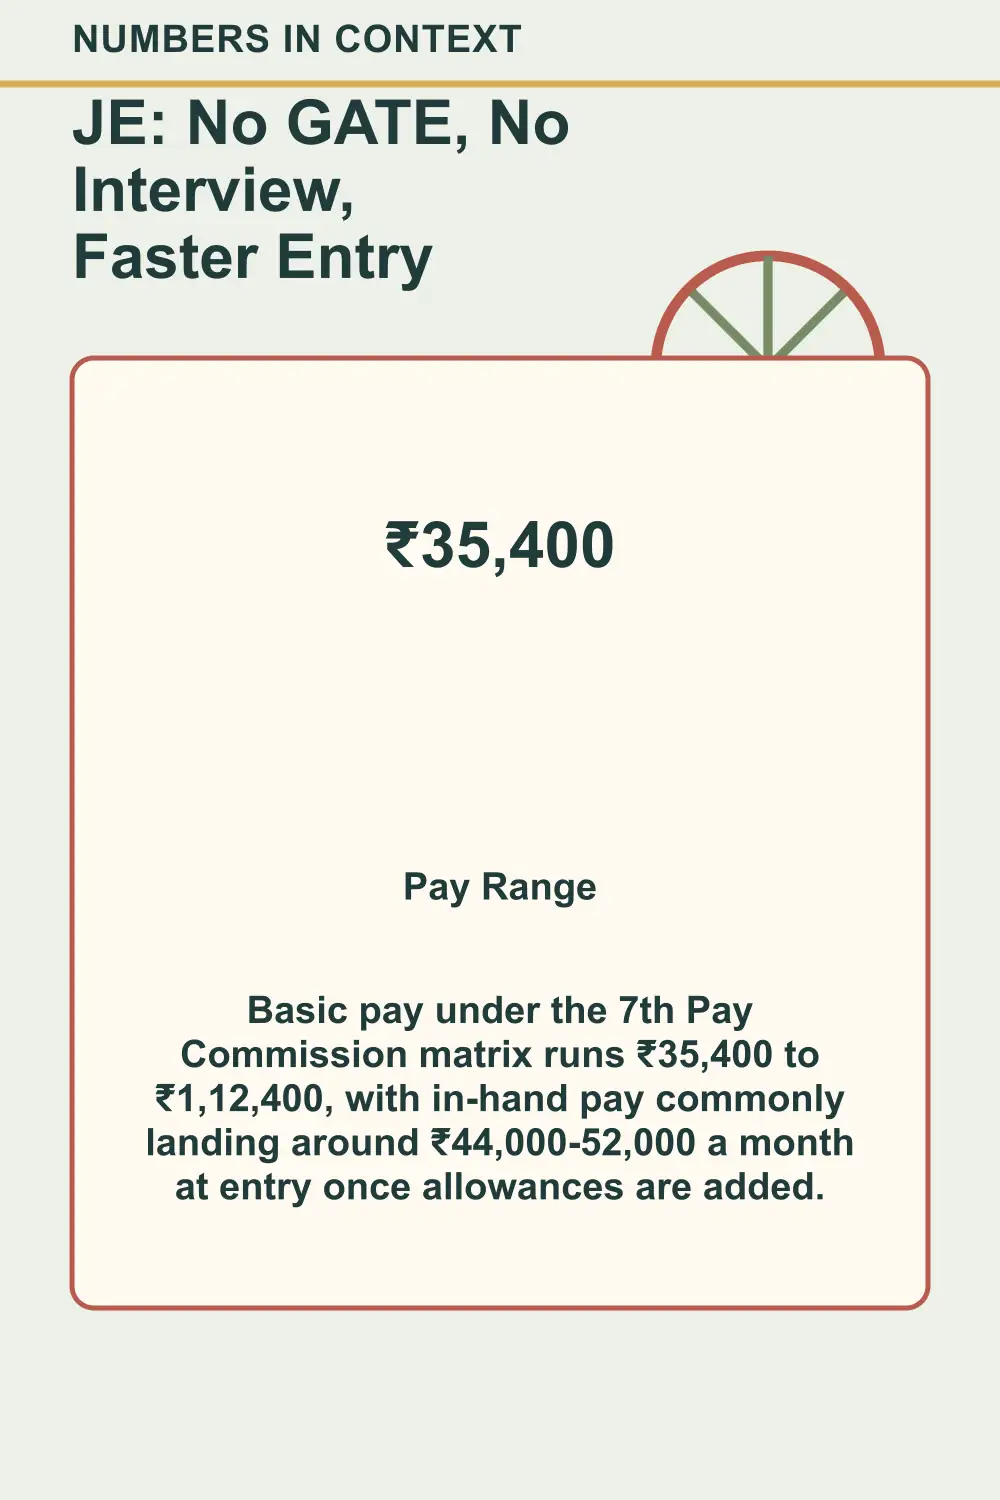 NUMBERS IN CONTEXT
JE: No GATE, No
Interview,
Faster Entry
₹35,400
Pay Range
Basic pay under the 7th Pay
Commission matrix runs ₹35,400 to
₹1,12,400, with in-hand pay commonly
landing around ₹44,000-52,000 a month
at entry once allowances are added.